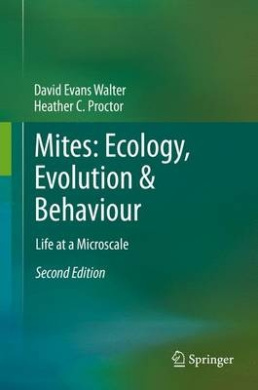 David Evans Walter
Heather C. Proctor
Mites: Ecology,
Evolution &
Behaviour
Life at a Microscale
Second Edition
Springer